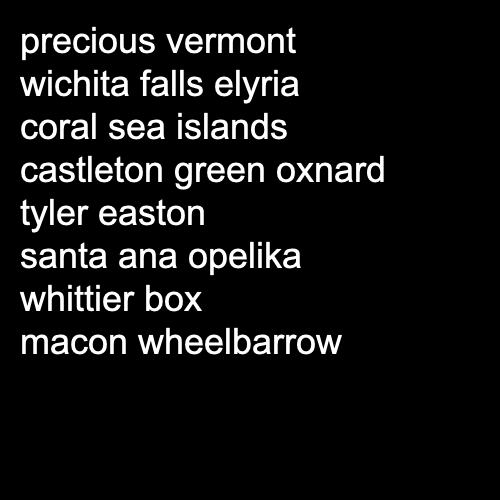 precious vermont
wichita falls elyria
coral sea islands
castleton green oxnard
tyler easton
santa ana opelika
whittier box
macon wheelbarrow